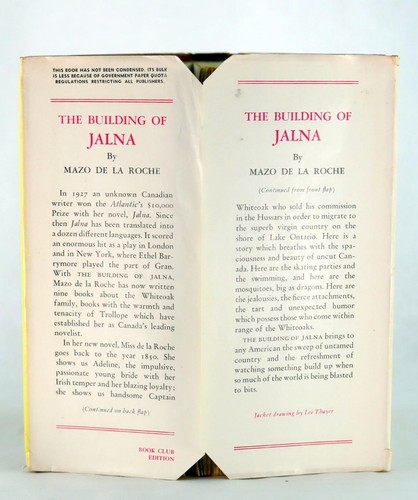 THIS BOOK HAS NOT BEEN CONDENSED. ITS BULK
IS LESS BECAUSE OF GOVERNMENT PAPER QUOTA
REGULATIONS RESTRICTING ALL PUBLISHERS.
THE BUILDING OF
JALNA
By
MAZO DE LA ROCHE
In 1927 an unknown Canadian
writer won the Atlantic's $10,000
Prize with her novel, Jalna. Since
then Jalna has been translated into
a dozen different languages. It scored
an enormous hit as a play in London
and in New York, where Ethel Bar-
rymore played the part of Gran.
With THE BUILDING OF JALNA,
Mazo de la Roche has now written
nine books about the Whiteoak
family, books with the warmth and
tenacity of Trollope which have
established her as Canada's leading
novelist.
In her new novel, Miss de la Roche
goes back to the year 1850. She
shows us Adeline, the impulsive,
passionate young bride with her
Irish temper and her blazing loyalty;
she shows us handsome Captain
(Continued on back flap)
BOOK CLUB
EDITION
THE BUILDING OF
JALNA
By
MAZO DE LA ROCHE
(Continued from front flap)
Whiteoak who sold his commission
in the Hussars in order to migrate to
the superb virgin country on the
shore of Lake Ontario. Here is a
story which breathes with the spa-
ciousness and beauty of uncut Can-
ada. Here are the skating parties and
the swimming, and here are the
mosquitoes, big as dragons. Here are
the jealousies, the fierce attachments,
the tart and unexpected humor
which possess those who come within
range of the Whiteoaks.
THE BUILDING OF JALNA brings to
any American the sweep of untamed
country and the refreshment of
watching something build up when
so much of the world is being blasted
to bits.
Jacket drawing by Lee Thayer